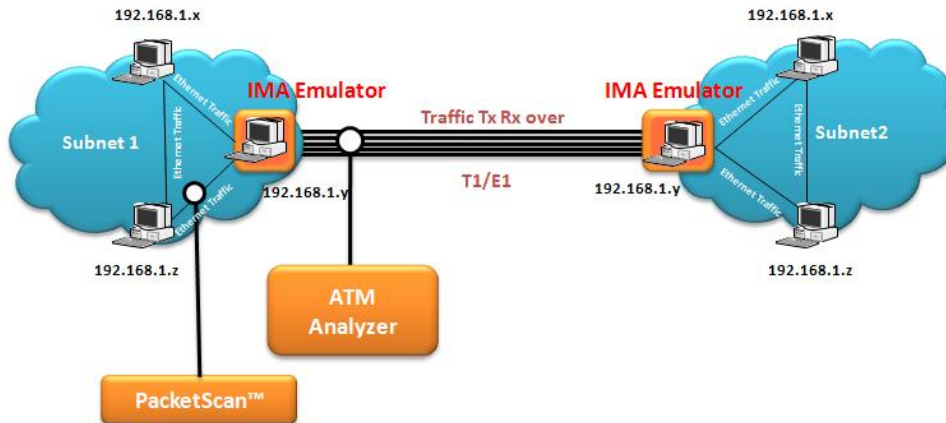 192.168.1.x
192.168.1.x
IMA Emulator
IMA Emulator
Ethernet Traffic
Ethernet Traffic
Ethernet Traffic
Subnet 1
Traffic Tx Rx over
T1/E1
Ethernet Traffic
Ethernet Traffic
Ethernet Traffic
Subnet2
192.168.1.y
192.168.1.y
192.168.1.z
192.168.1.z
ATM
Analyzer
PacketScan™